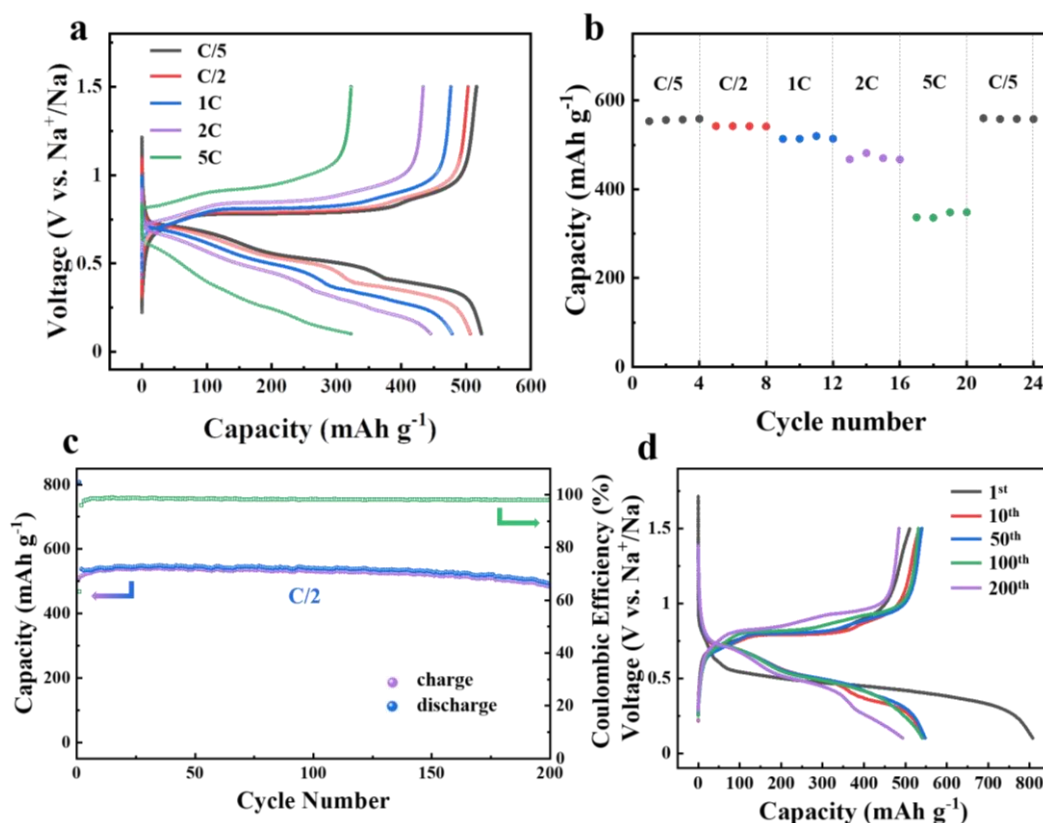 a
C/5
C/2
1C
2C
5C
1.5
1
0.5
0
Voltage (V vs. Na⁺/Na)
0 100 200 300 400 500 600
Capacity (mAh g⁻¹)
b
C/5 C/2 1C 2C 5C C/5
600
400
200
0
Capacity (mAh g⁻¹)
0 4 8 12 16 20 24
Cycle number
c
800
700
600
500
400
300
200
100
0
Capacity (mAh g⁻¹)
C/2
charge
discharge
100
80
60
40
20
0
Coulombic Efficiency (%)
0 50 100 150 200
Cycle Number
d
1ˢᵗ
10ᵗʰ
50ᵗʰ
100ᵗʰ
200ᵗʰ
1.5
1
0.5
0
Voltage (V vs. Na⁺/Na)
0 100 200 300 400 500 600 700 800
Capacity (mAh g⁻¹)